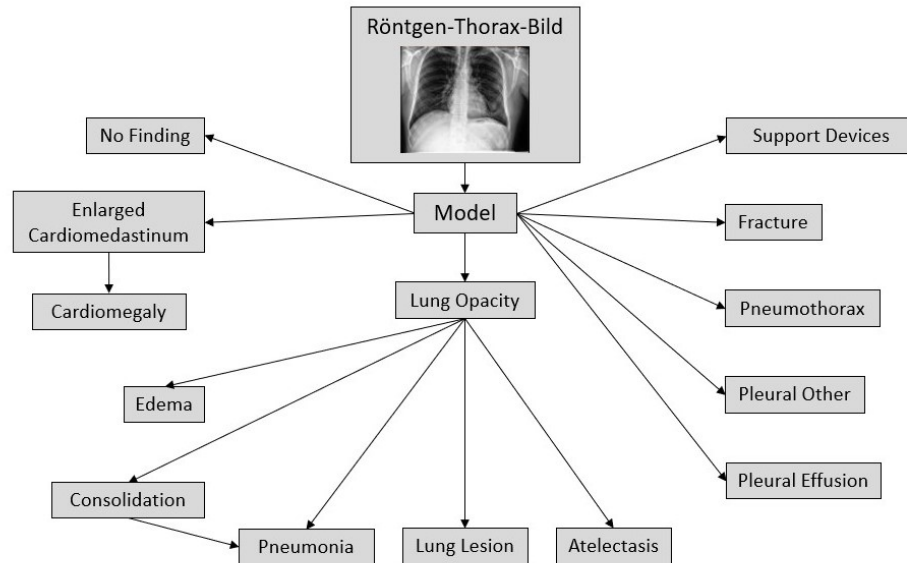 Röntgen-Thorax-Bild
No Finding
Support Devices
Model
Enlarged
Cardiomedastinum
Fracture
Cardiomegaly
Lung Opacity
Pneumothorax
Edema
Pleural Other
Consolidation
Pleural Effusion
Pneumonia
Lung Lesion
Atelectasis